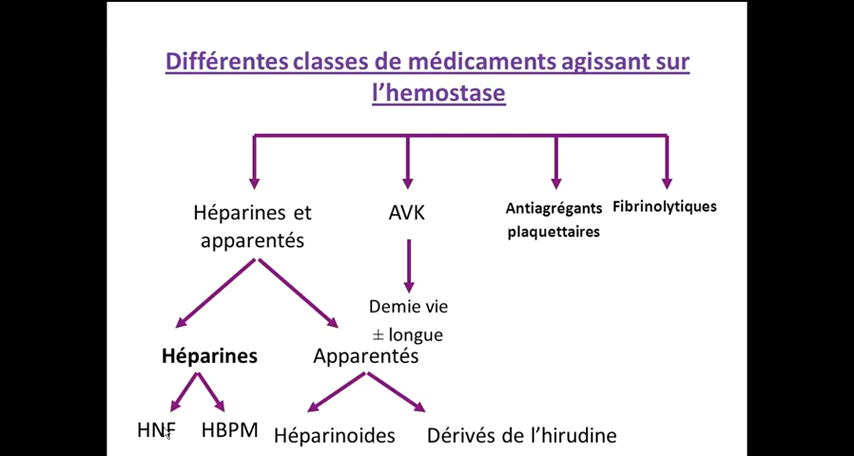 Différentes classes de médicaments agissant sur
l’hemostase
Héparines et
apparentés
AVK
Antiagrégants
plaquettaires
Fibrinolytiques
Demie vie
± longue
Héparines
Apparentés
HNF
HBPM
Héparinoides
Dérivés de l’hirudine